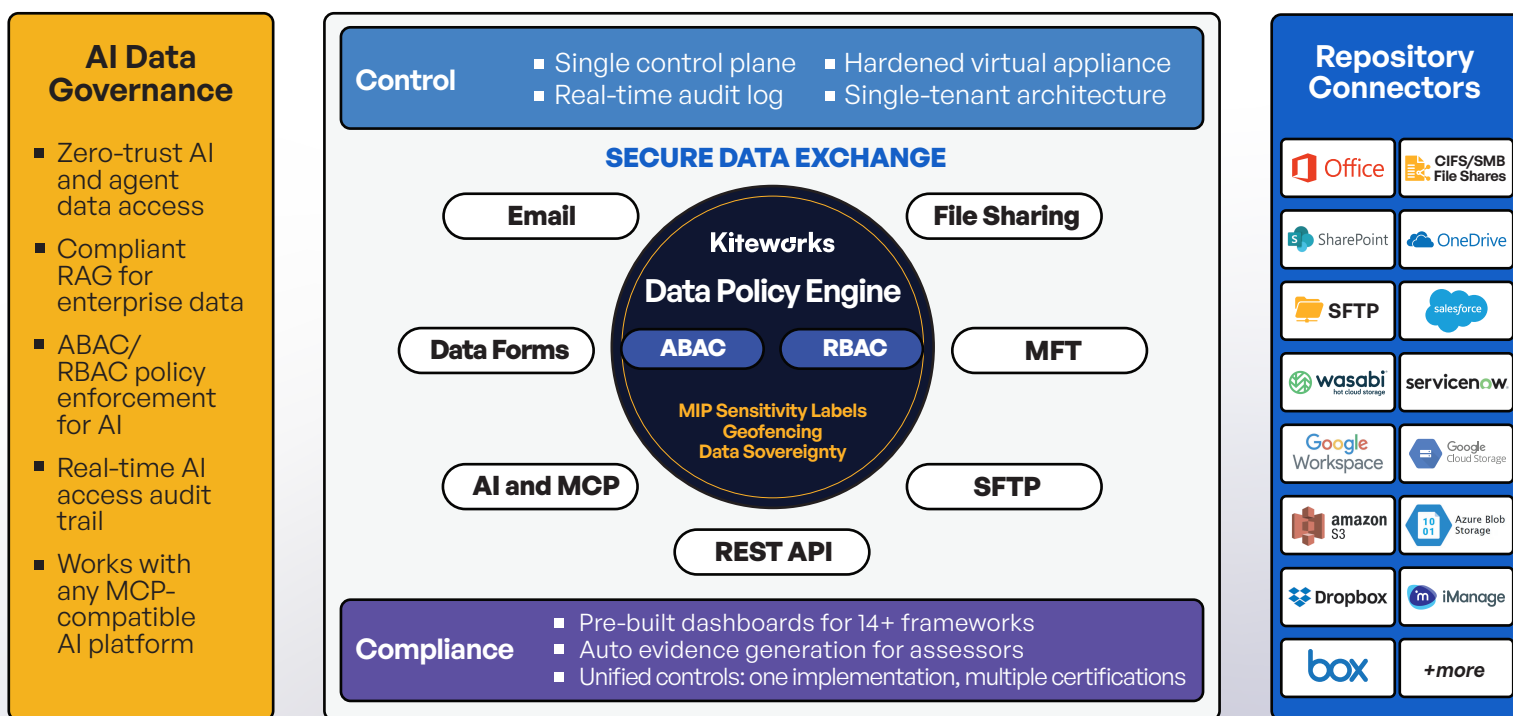 AI Data
Governance
Zero-trust AI
and agent
data access
Compliant
RAG for
enterprise data
ABAC/
RBAC policy
enforcement
for AI
Real-time AI
access audit
trail
Works with
any MCP-
compatible
AI platform
Control
Single control plane
Real-time audit log
Hardened virtual appliance
Single-tenant architecture
SECURE DATA EXCHANGE
Email
File Sharing
Kiteworks
Data Policy Engine
Data Forms
ABAC
RBAC
MFT
MIP Sensitivity Labels
Geofencing
Data Sovereignty
AI and MCP
SFTP
REST API
Compliance
Pre-built dashboards for 14+ frameworks
Auto evidence generation for assessors
Unified controls: one implementation, multiple certifications
Repository
Connectors
Office
CIFS/SMB
File Shares
S SharePoint
OneDrive
SFTP
salesforce
wasabi
hot cloud storage
servicenow
Google
Workspace
Google
Cloud Storage
amazon
S3
10
01
Azure Blob
Storage
Dropbox
im iManage
box
+more